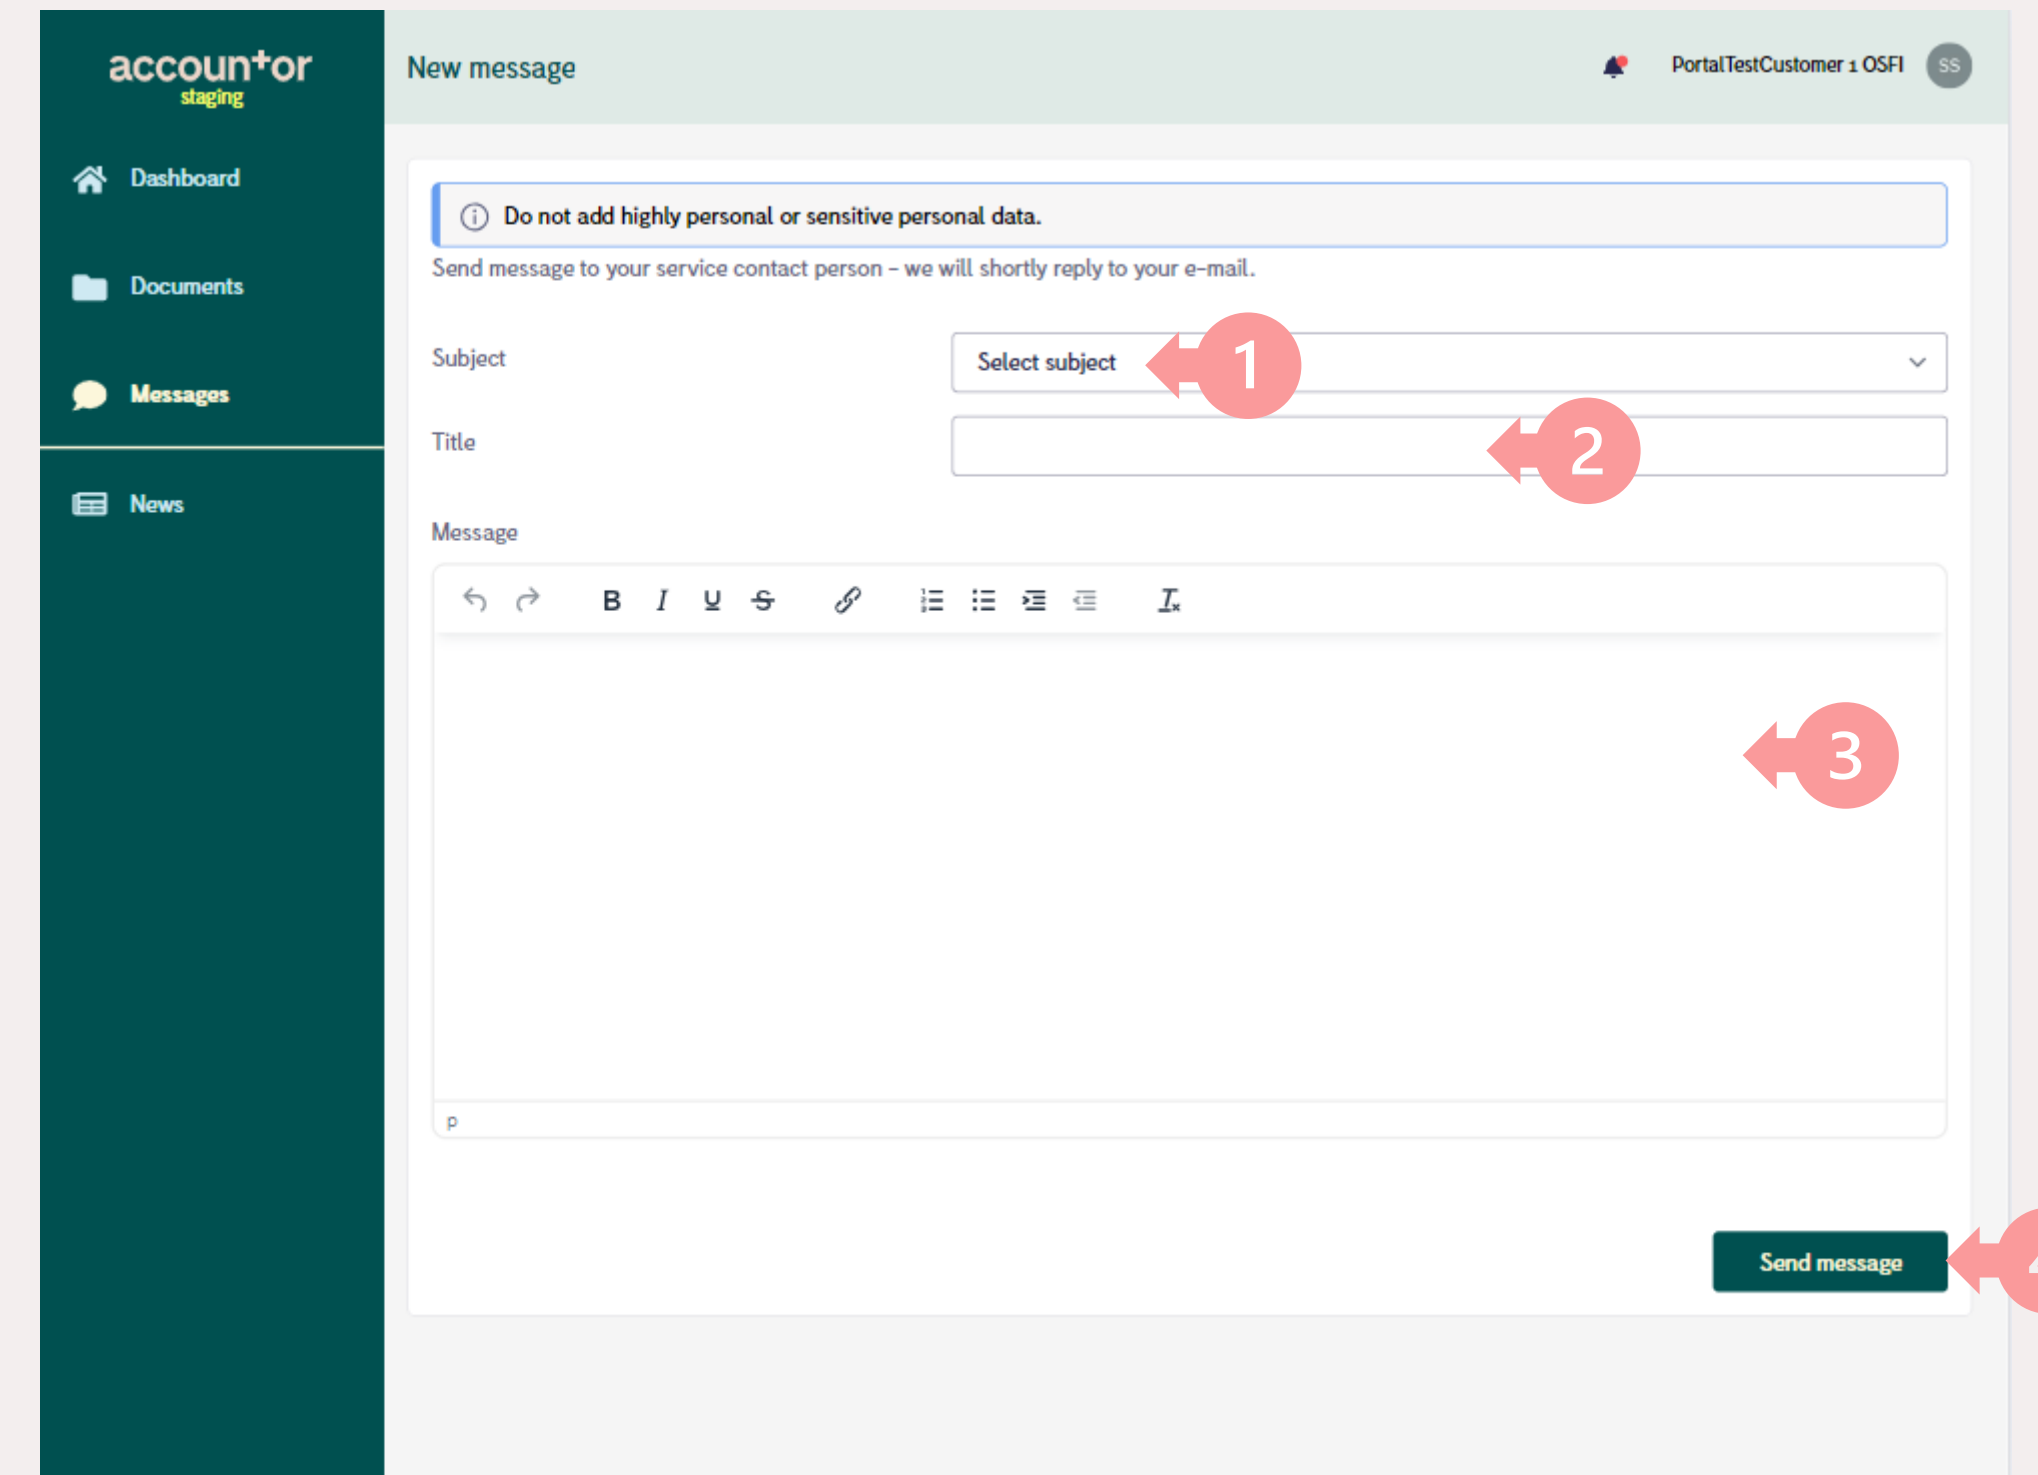 accountor
staging
New message
PortalTestCustomer 1 OSFI
SS
Dashboard
Documents
Messages
News
Do not add highly personal or sensitive personal data.
Send message to your service contact person – we will shortly reply to your e-mail.
Subject
Select subject
1
Title
2
Message
B I U S
3
p
Send message